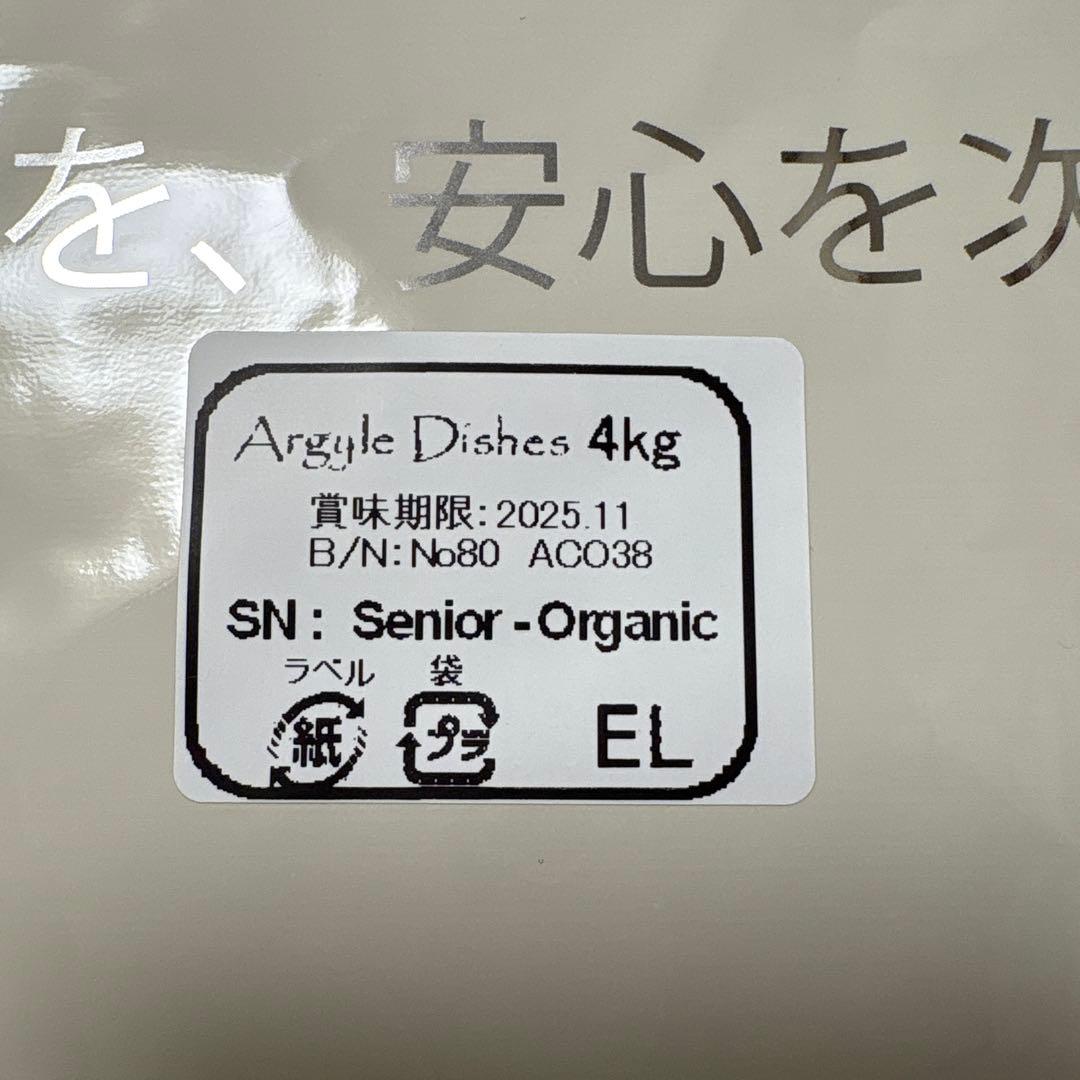 を、安心を次
Argyle Dishes 4kg
賞味期限:2025.11
B/N:No80 ACO38
SN: Senior-Organic
ラベル 袋
紙 プラ EL